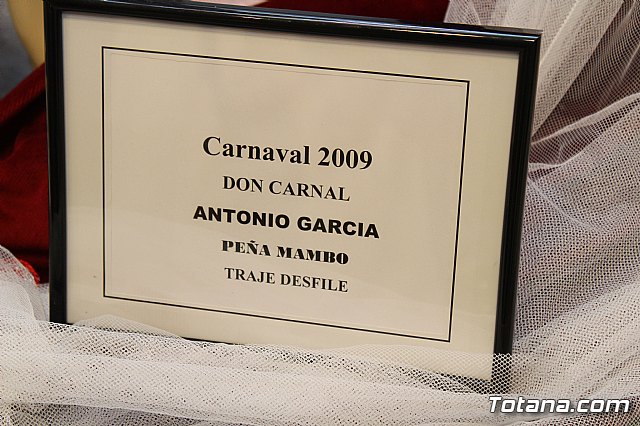 Carnaval 2009
DON CARNAL
ANTONIO GARCIA
PEÑA MAMBO
TRAJE DESFILE
Totana.com